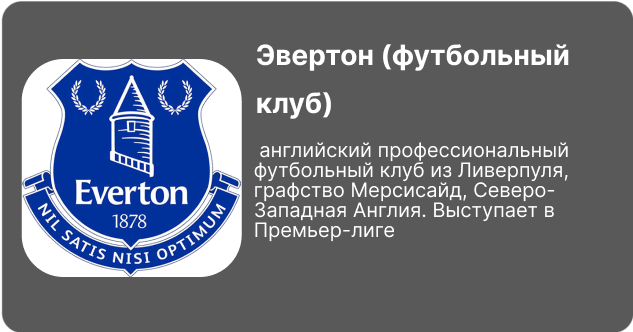 Эвертон (футбольный
клуб)
английский профессиональный
футбольный клуб из Ливерпуля,
графство Мерсисайд, Северо-
Западная Англия. Выступает в
Премьер-лиге
Everton
1878
NIL SATIS NISI OPTIMUM